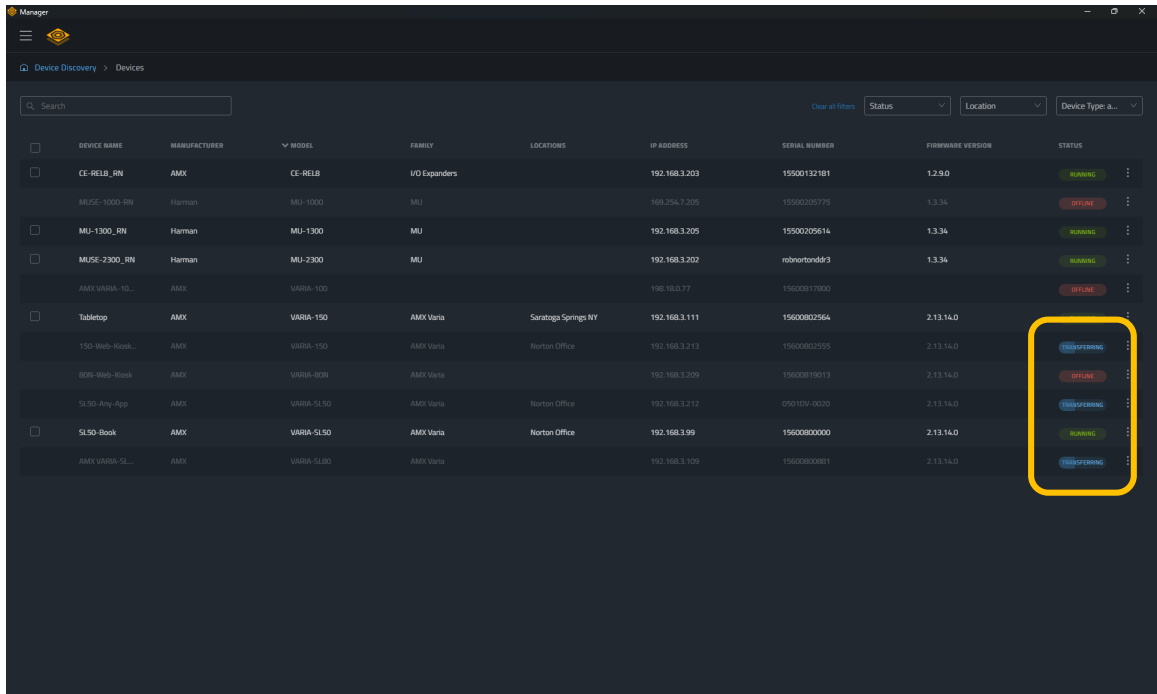 Manager
Device Discovery > Devices
Search Clear all filters Status Location Device Type: a...
DEVICE NAME MANUFACTURER MODEL FAMILY LOCATIONS IP ADDRESS SERIAL NUMBER FIRMWARE VERSION STATUS
CE-REL8_RN AMX CE-REL8 I/O Expanders 192.168.3.203 15500132181 1.2.9.0 RUNNING
MUSE-1000-RN Harman MU-1000 MU 169.254.7.205 15500205775 1.3.34 OFFLINE
MU-1300_RN Harman MU-1300 MU 192.168.3.205 15500205614 1.3.34 RUNNING
MUSE-2300_RN Harman MU-2300 MU 192.168.3.202 robnortonddr3 1.3.34 RUNNING
AMX VARIA-10... AMX VARIA-100 198.18.0.77 15600817800 OFFLINE
Tabletop AMX VARIA-150 AMX Varia Saratoga Springs NY 192.168.3.111 15600802564 2.13.14.0
150-Web-Kiosk... AMX VARIA-150 AMX Varia Norton Office 192.168.3.213 15600802555 2.13.14.0 TRANSFERRING
80N-Web-Kiosk AMX VARIA-80N AMX Varia 192.168.3.209 15600819013 2.13.14.0 OFFLINE
SL50-Any-App AMX VARIA-SL50 AMX Varia Norton Office 192.168.3.212 05010V-0020 2.13.14.0 TRANSFERRING
SL50-Book AMX VARIA-SL50 AMX Varia Norton Office 192.168.3.99 15600800000 2.13.14.0 RUNNING
AMX VARIA-SL... AMX VARIA-SL80 AMX Varia 192.168.3.109 15600800881 2.13.14.0 TRANSFERRING